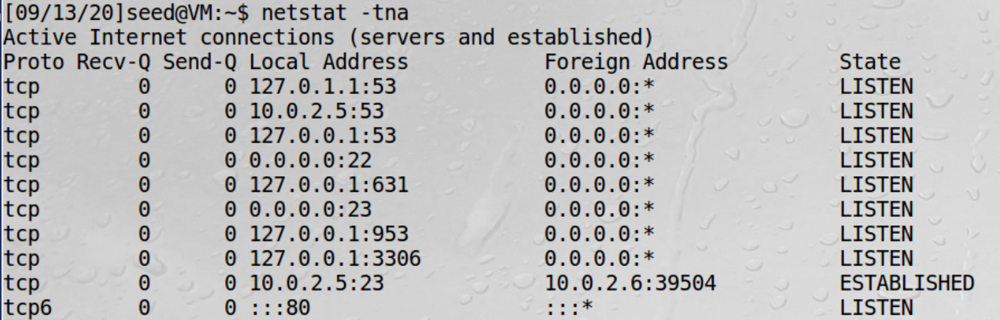 [09/13/20]seed@VM:~$ netstat -tna
Active Internet connections (servers and established)
Proto Recv-Q Send-Q Local Address           Foreign Address         State
tcp        0      0 127.0.1.1:53            0.0.0.0:*               LISTEN
tcp        0      0 10.0.2.5:53             0.0.0.0:*               LISTEN
tcp        0      0 127.0.0.1:53            0.0.0.0:*               LISTEN
tcp        0      0 0.0.0.0:22              0.0.0.0:*               LISTEN
tcp        0      0 127.0.0.1:631           0.0.0.0:*               LISTEN
tcp        0      0 0.0.0.0:23              0.0.0.0:*               LISTEN
tcp        0      0 127.0.0.1:953           0.0.0.0:*               LISTEN
tcp        0      0 127.0.0.1:3306          0.0.0.0:*               LISTEN
tcp        0      0 10.0.2.5:23             10.0.2.6:39504          ESTABLISHED
tcp6       0      0 :::80                   :::*                    LISTEN